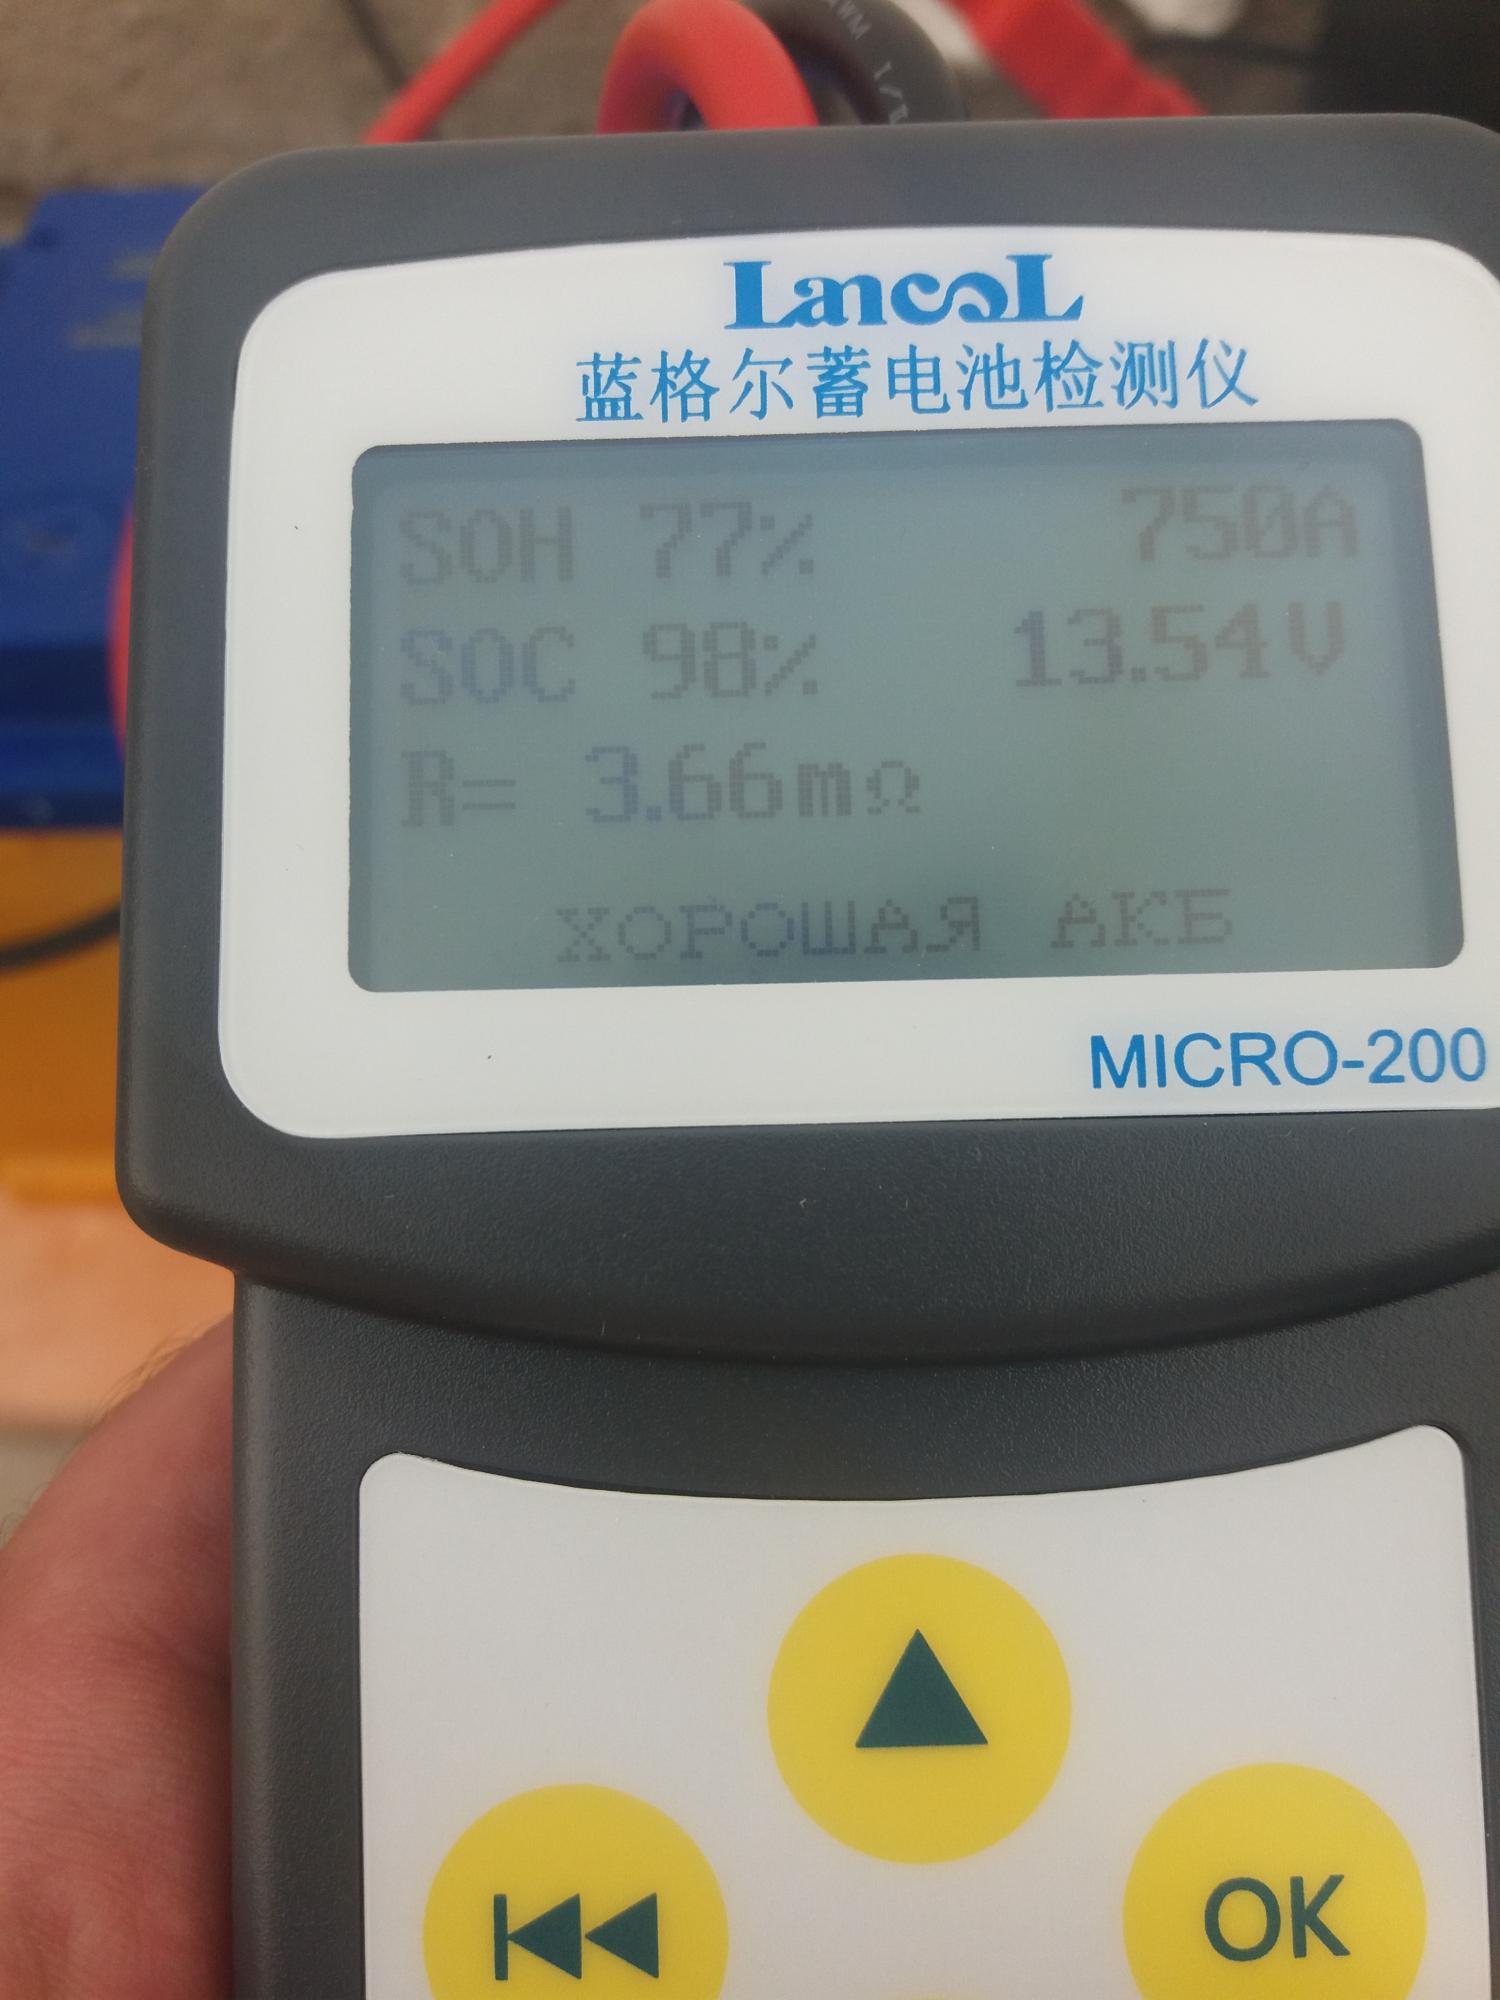 LancoL
蓝格尔蓄电池检测仪
SOH 77% 750A
SOC 98% 13.54V
R= 3.66mΩ
ХОРОШАЯ АКБ
MICRO-200
OK